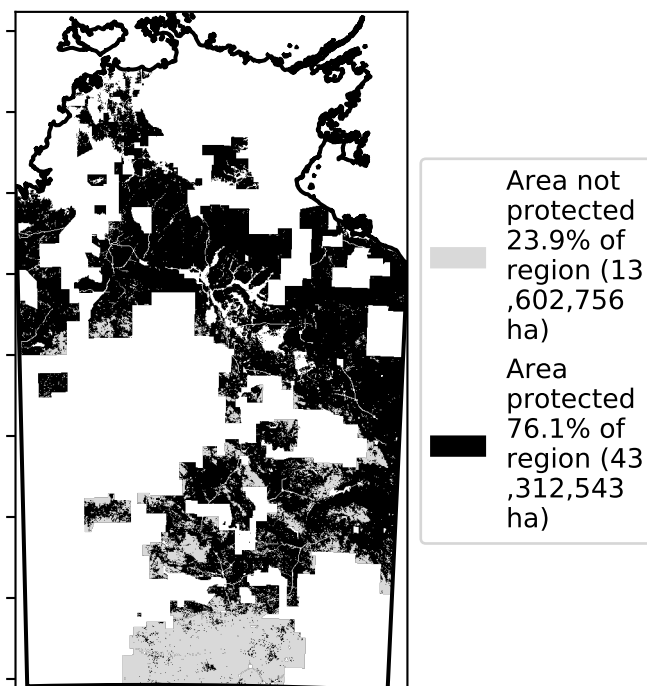 Area not
protected
23.9% of
region (13
,602,756
ha)
Area
protected
76.1% of
region (43
,312,543
ha)